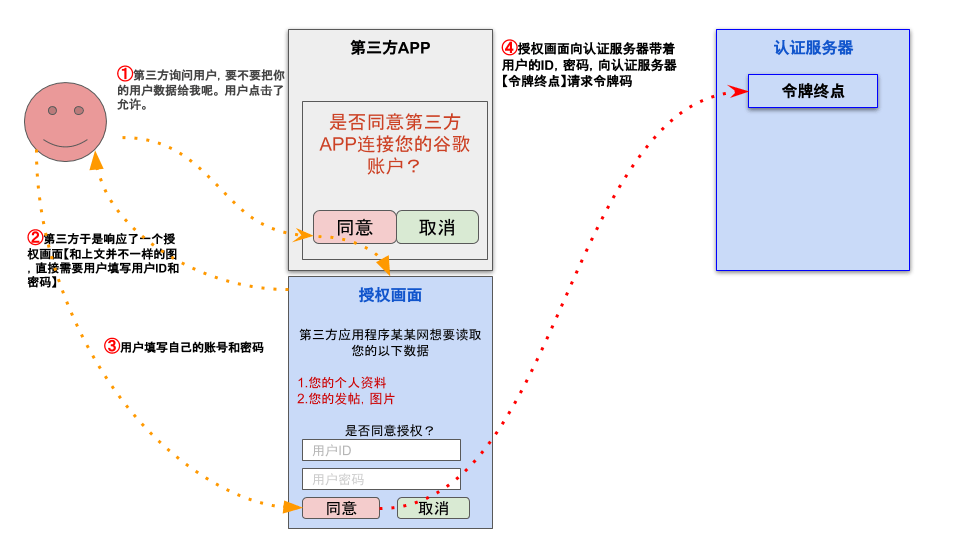 ①第三方询问用户，要不要把你
的用户数据给我呢。用户点击了
允许。
第三方APP
是否同意第三方
APP连接您的谷歌
账户？
同意
取消
④授权画面向认证服务器带着
用户的ID，密码，向认证服务器
【令牌终点】请求令牌码
认证服务器
令牌终点
②第三方于是响应了一个授
权画面【和上文并不一样的图
，直接需要用户填写用户ID和
密码】
③用户填写自己的账号和密码
授权画面
第三方应用程序某某网想要读取
您的以下数据
1.您的个人资料
2.您的发帖，图片
是否同意授权？
用户ID
用户密码
同意
取消